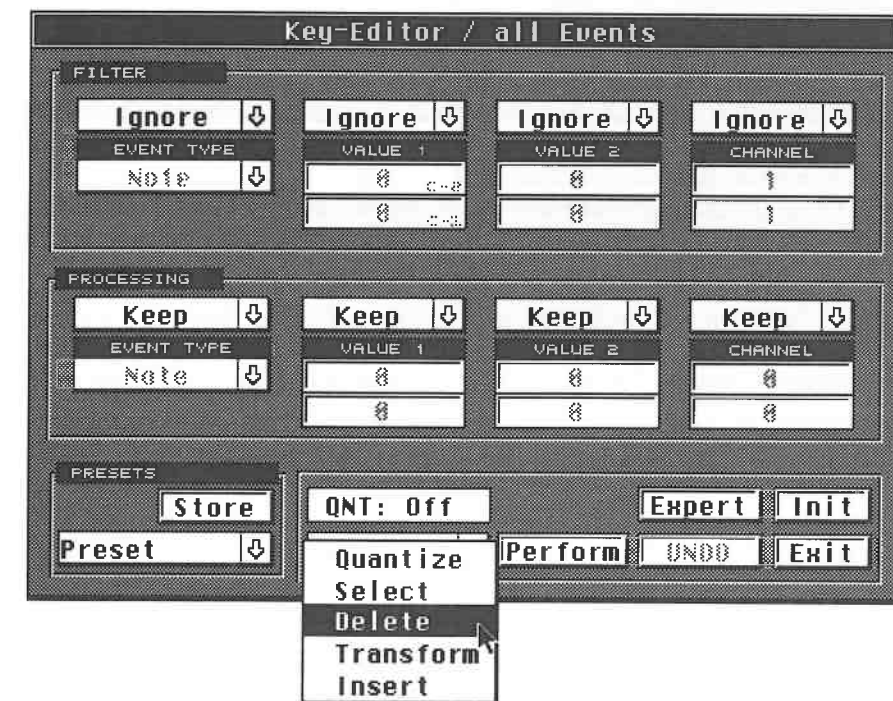 Key-Editor / all Events
FILTER
Ignore Ignore Ignore Ignore
EVENT TYPE VALUE 1 VALUE 2 CHANNEL
Note 0 0 1
0 0 1
PROCESSING
Keep Keep Keep Keep
EVENT TYPE VALUE 1 VALUE 2 CHANNEL
Note 0 0 0
0 0 0
PRESETS
Store QNT: Off Expert Init
Preset Perform UNDO Exit
Quantize
Select
Delete
Transform
Insert